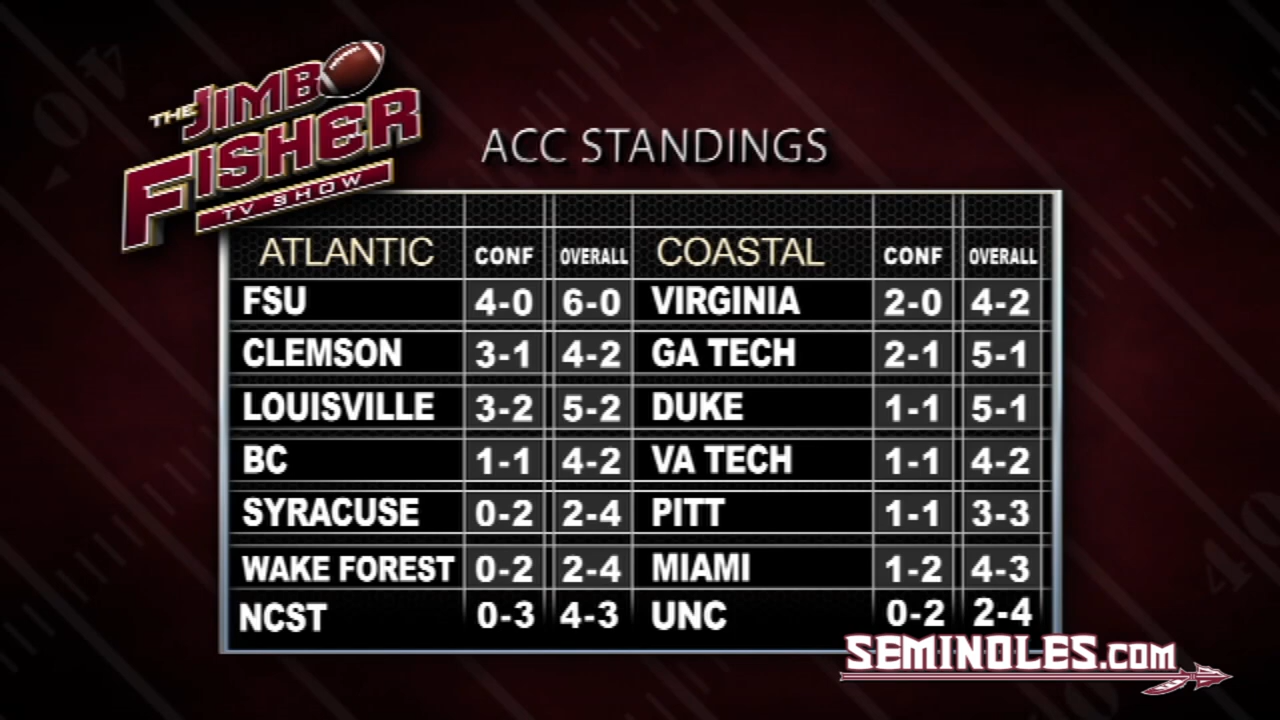 THE JIMBO
FISHER
TV SHOW
ACC STANDINGS
ATLANTIC CONF OVERALL COASTAL CONF OVERALL
FSU 4-0 6-0 VIRGINIA 2-0 4-2
CLEMSON 3-1 4-2 GA TECH 2-1 5-1
LOUISVILLE 3-2 5-2 DUKE 1-1 5-1
BC 1-1 4-2 VA TECH 1-1 4-2
SYRACUSE 0-2 2-4 PITT 1-1 3-3
WAKE FOREST 0-2 2-4 MIAMI 1-2 4-3
NCST 0-3 4-3 UNC 0-2 2-4
SEMINOLES.COM